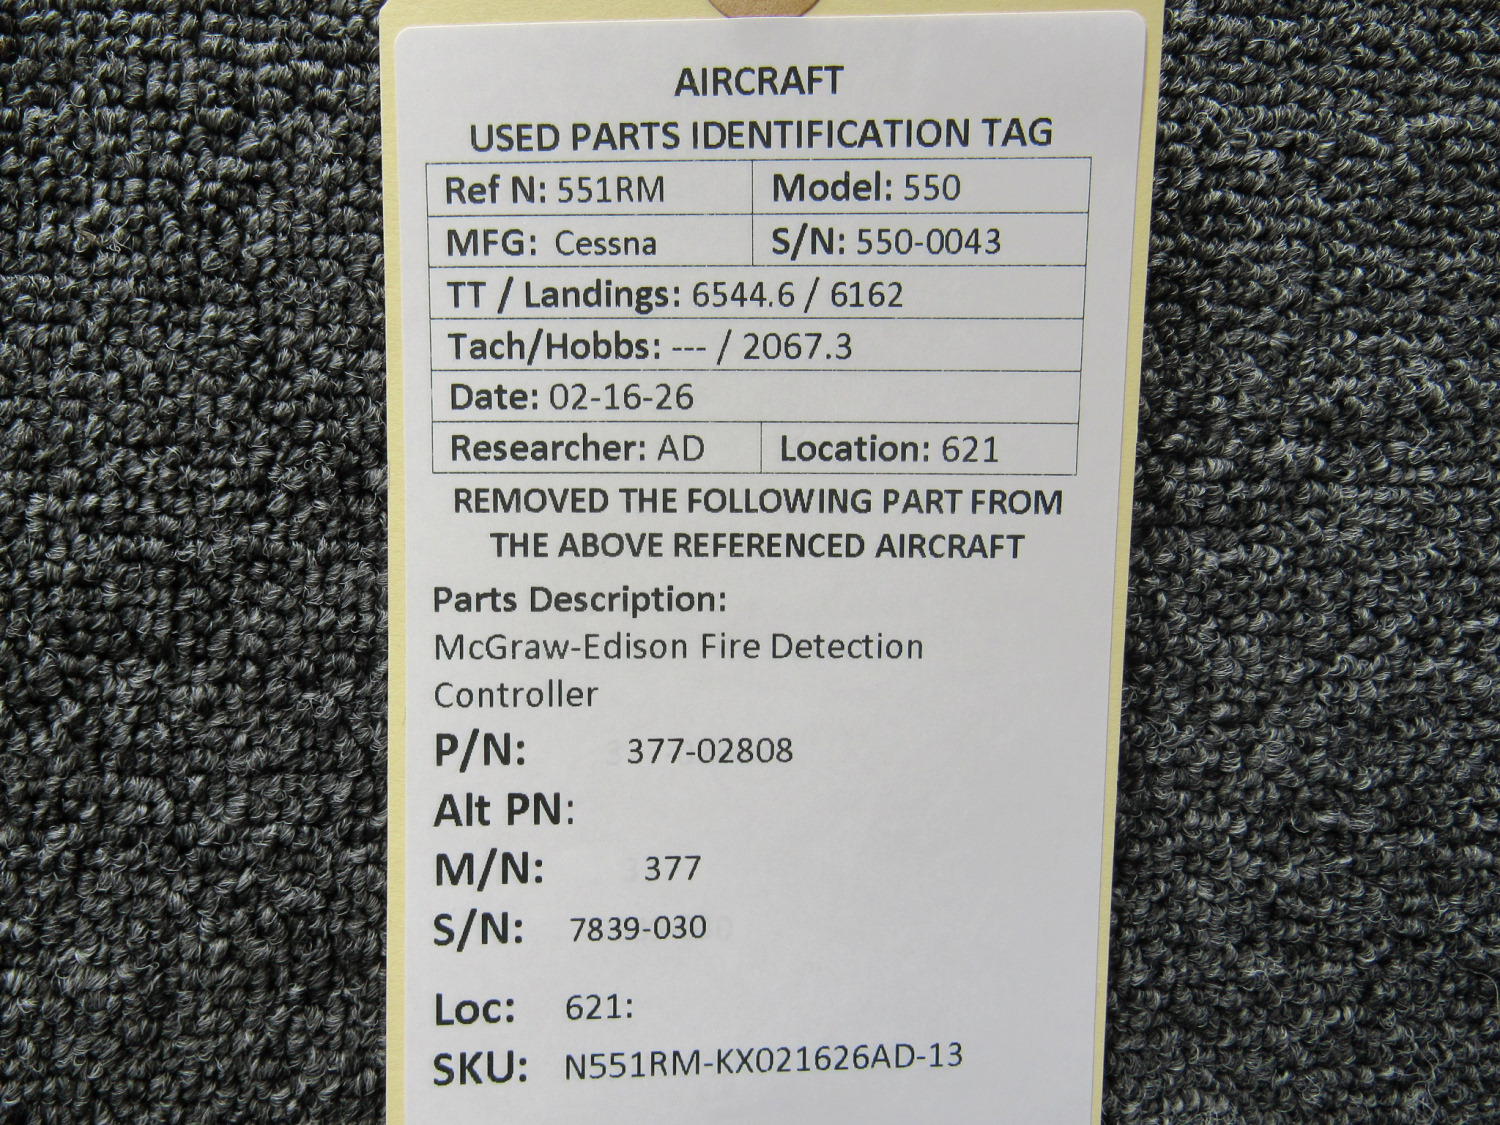 AIRCRAFT
USED PARTS IDENTIFICATION TAG
Ref N: 551RM Model: 550
MFG: Cessna S/N: 550-0043
TT / Landings: 6544.6 / 6162
Tach/Hobbs: --- / 2067.3
Date: 02-16-26
Researcher: AD Location: 621
REMOVED THE FOLLOWING PART FROM
THE ABOVE REFERENCED AIRCRAFT
Parts Description:
McGraw-Edison Fire Detection
Controller
P/N: 377-02808
Alt PN:
M/N: 377
S/N: 7839-030
Loc: 621:
SKU: N551RM-KX021626AD-13